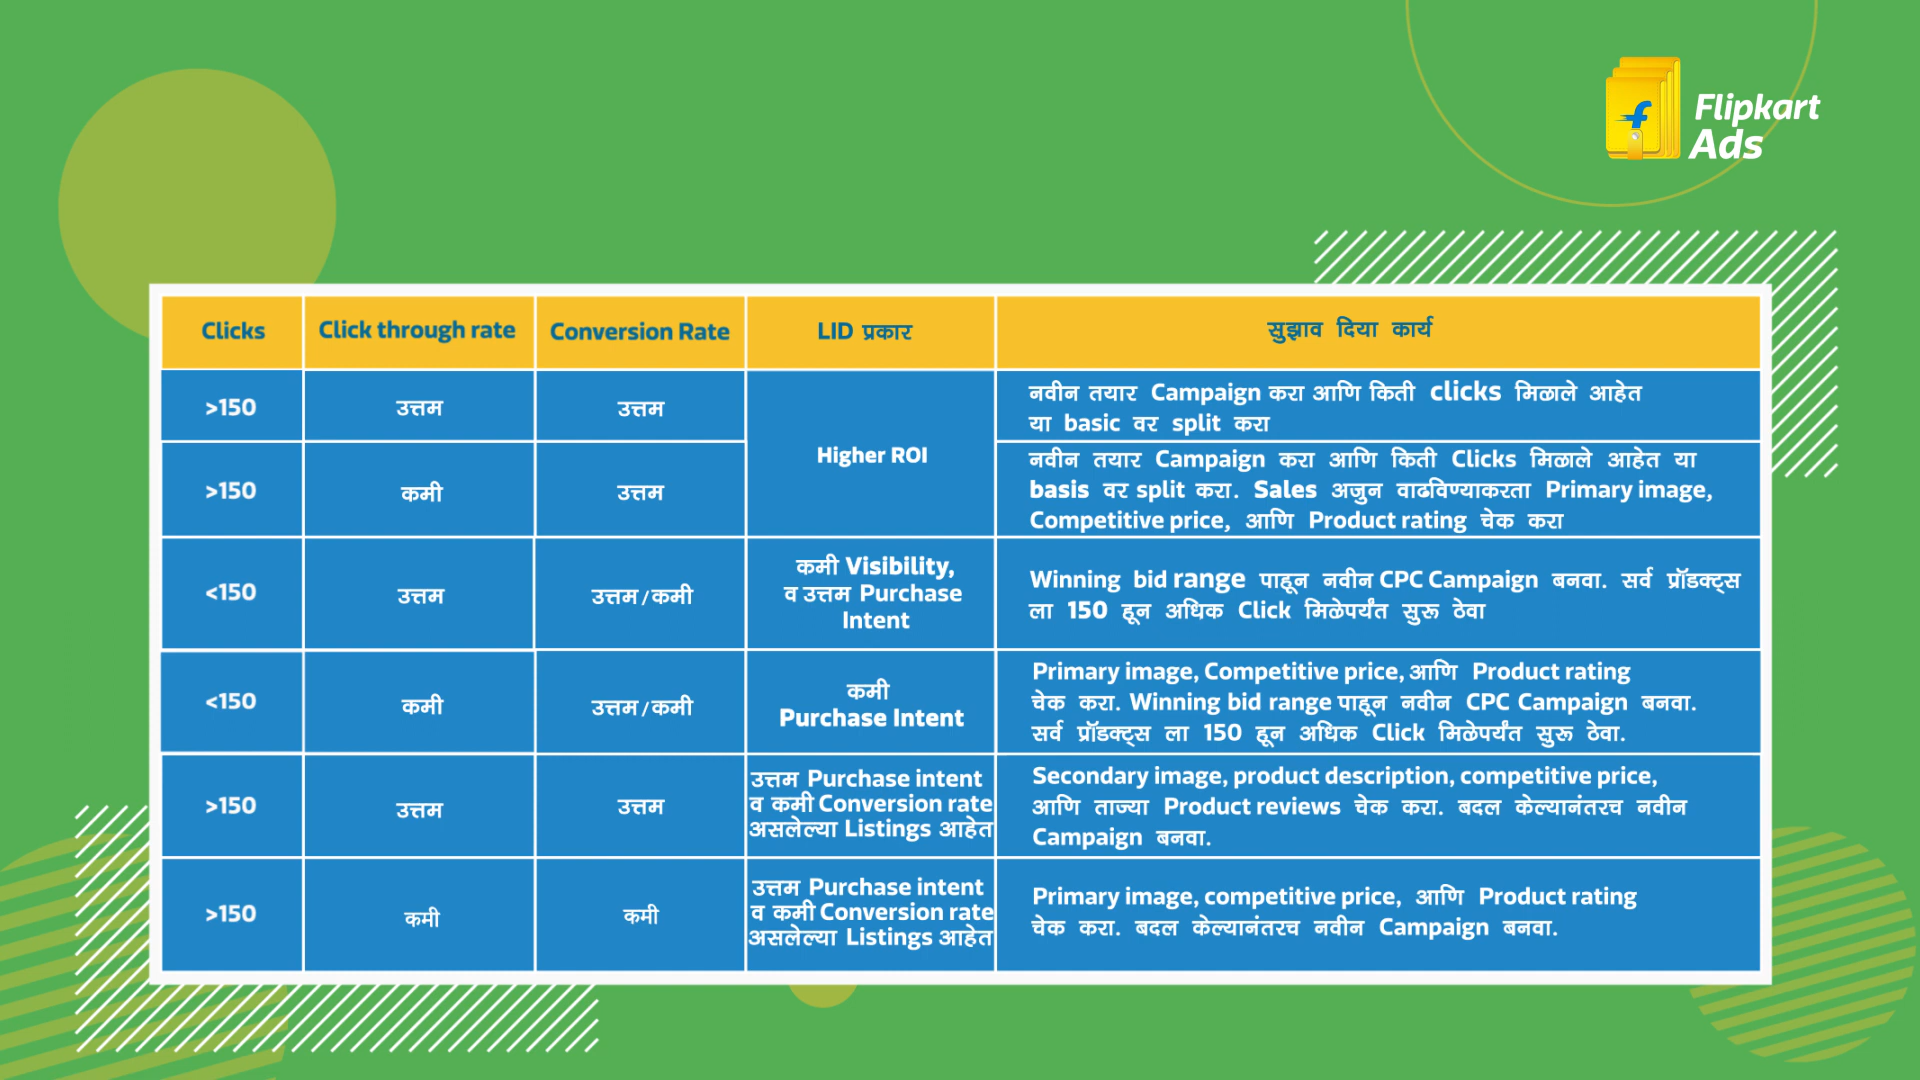 Flipkart
Ads
Clicks
Click through rate
Conversion Rate
LID प्रकार
सुझाव दिया कार्य
>150
उत्तम
उत्तम
Higher ROI
नवीन तयार Campaign करा आणि किती clicks मिळाले आहेत
या basic वर split करा
>150
कमी
उत्तम
नवीन तयार Campaign करा आणि किती Clicks मिळाले आहेत या
basis वर split करा. Sales अजुन वाढविण्याकरता Primary image,
Competitive price, आणि Product rating चेक करा
<150
उत्तम
उत्तम/कमी
कमी Visibility,
व उत्तम Purchase
Intent
Winning bid range पाहून नवीन CPC Campaign बनवा. सर्व प्रॉडक्ट्स
ला 150 हून अधिक Click मिळेपर्यंत सुरू ठेवा
<150
कमी
उत्तम/कमी
कमी
Purchase Intent
Primary image, Competitive price, आणि Product rating
चेक करा. Winning bid range पाहून नवीन CPC Campaign बनवा.
सर्व प्रॉडक्ट्स ला 150 हून अधिक Click मिळेपर्यंत सुरू ठेवा.
>150
उत्तम
उत्तम
उत्तम Purchase intent
व कमी Conversion rate
असलेल्या Listings आहेत
Secondary image, product description, competitive price,
आणि ताज्या Product reviews चेक करा. बदल केल्यानंतरच नवीन
Campaign बनवा.
>150
कमी
कमी
उत्तम Purchase intent
व कमी Conversion rate
असलेल्या Listings आहेत
Primary image, competitive price, आणि Product rating
चेक करा. बदल केल्यानंतरच नवीन Campaign बनवा.